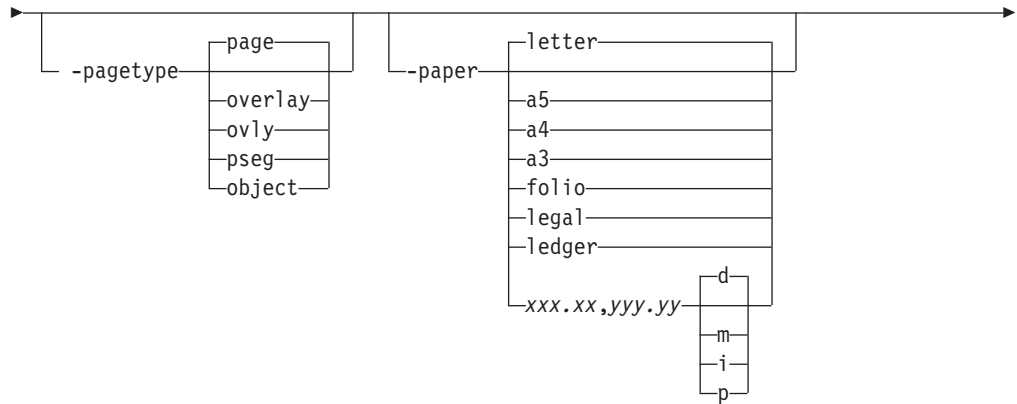 page letter
-pagetype -paper
overlay a5
ovly a4
pseg a3
object folio
legal
ledger
d
xxx.xx,yyy.yy
m
i
p